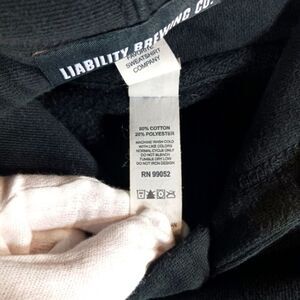 LIABILITY BREWING CO.
FAVORITE
SWEATSHIRT
COMPANY
80% COTTON
20% POLYESTER
MACHINE WASH COLD
WITH LIKE COLORS
NORMAL CYCLE ONLY
DO NOT BLEACH
TUMBLE DRY LOW
DO NOT IRON DESIGN
RN 99052